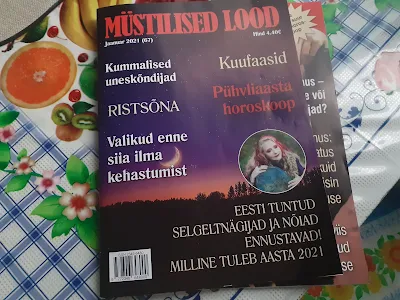 MÜSTILISED LOOD
Jaanuar 2021 (67)
Hind 4.40€
Kummalised
uneskõndijad
Kuufaasid
RISTSÕNA
Pühvliaasta
horoskoop
Valikud enne
siia ilma
kehastumist
EESTI TUNTUD
SELGELTNÄGIJAD JA NÕIAD
ENNUSTAVAD!
MILLINE TULEB AASTA 2021